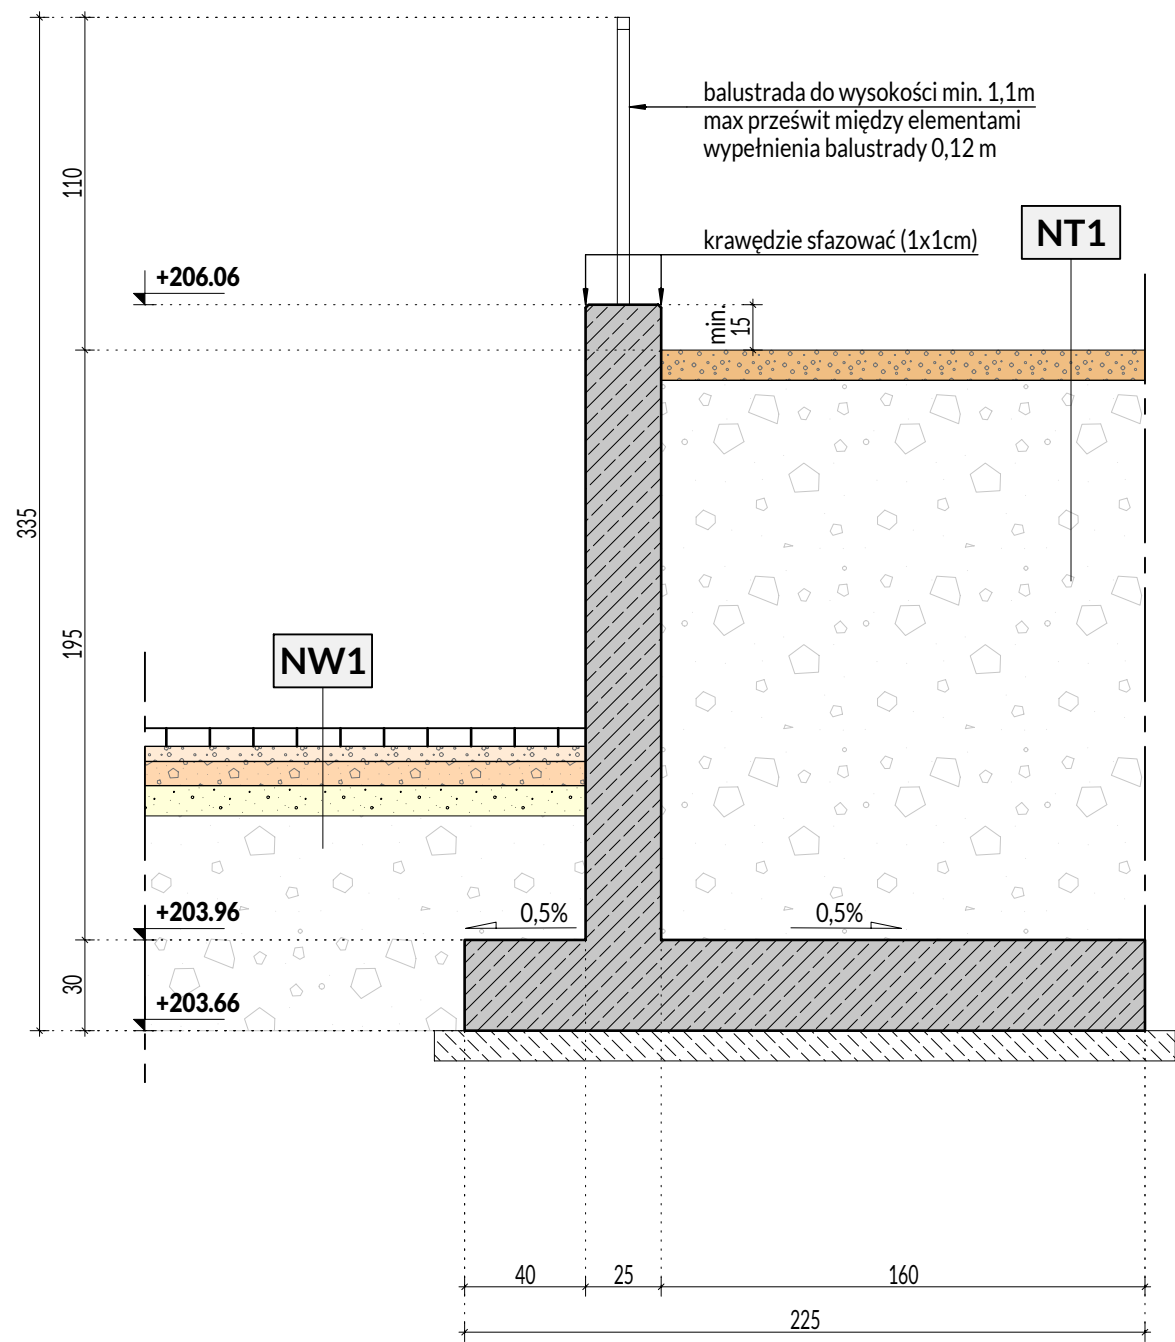 balustrada do wysokości min. 1,1m
max prześwit między elementami
wypełnienia balustrady 0,12 m
110
NT1
krawędzie sfazować (1x1cm)
+206.06
min.
15
335
195
NW1
+203.96
0,5%
0,5%
30
+203.66
40
25
160
225